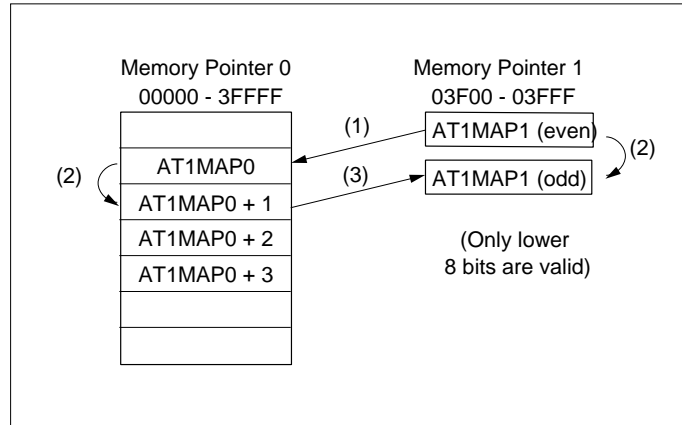 Memory Pointer 0
00000 - 3FFFF
Memory Pointer 1
03F00 - 03FFF
(1)
AT1MAP1 (even)
(2)
AT1MAP0
(2)
(3)
AT1MAP1 (odd)
AT1MAP0 + 1
AT1MAP0 + 2
AT1MAP0 + 3
(Only lower
8 bits are valid)